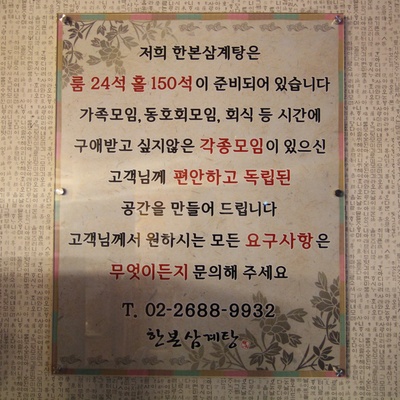 저희 한본삼계탕은
룸 24석 홀 150석이 준비되어 있습니다
가족모임, 동호회모임, 회식 등 시간에
구애받고 싶지않은 각종모임이 있으신
고객님께 편안하고 독립된
공간을 만들어 드립니다
고객님께서 원하시는 모든 요구사항은
무엇이든지 문의해 주세요
T. 02-2688-9932
한본삼계탕